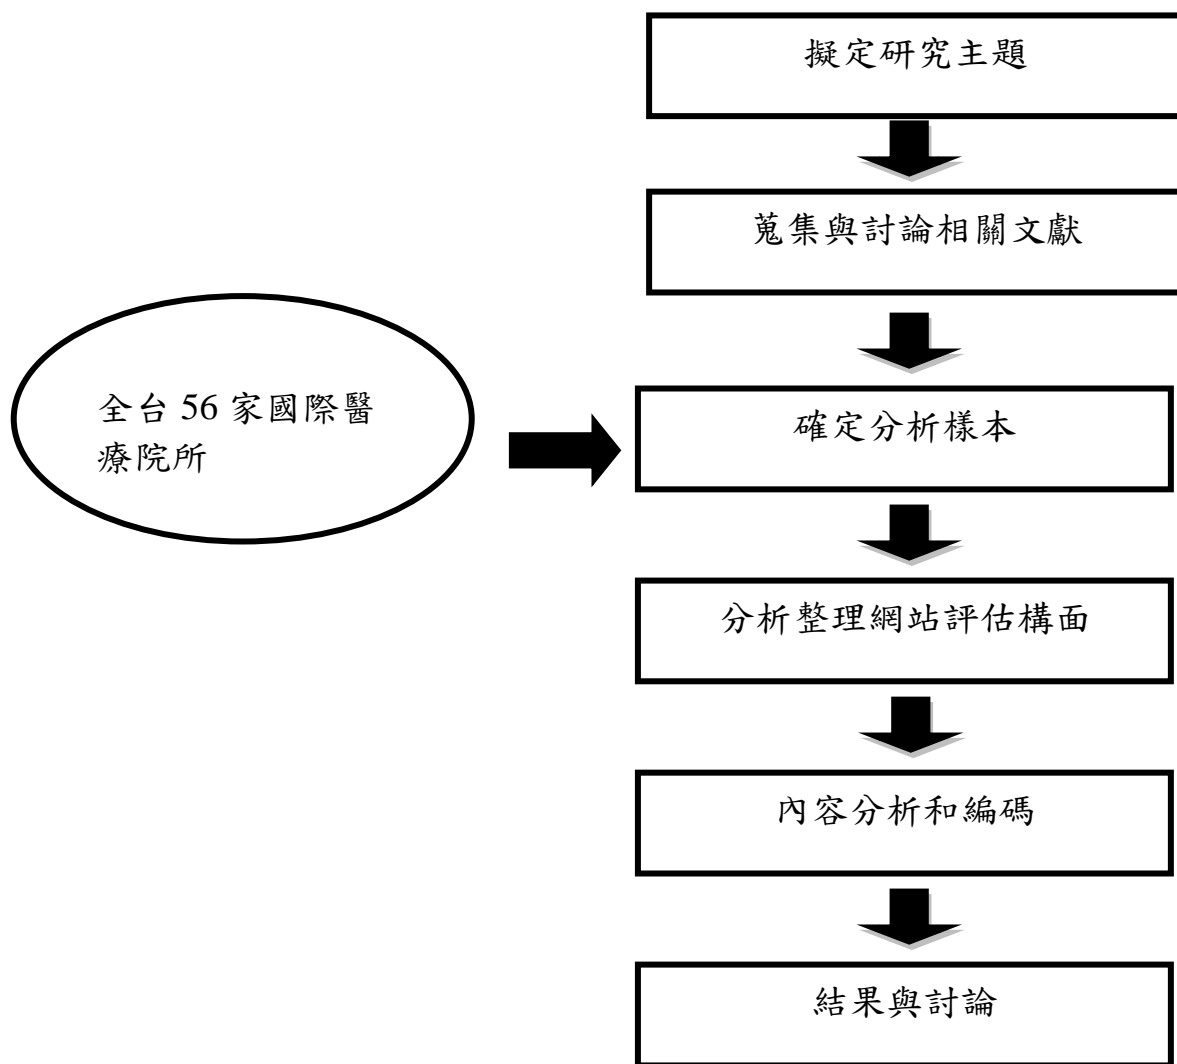 擬定研究主題
蒐集與討論相關文獻
全台 56 家國際醫
療院所
確定分析樣本
分析整理網站評估構面
內容分析和編碼
結果與討論